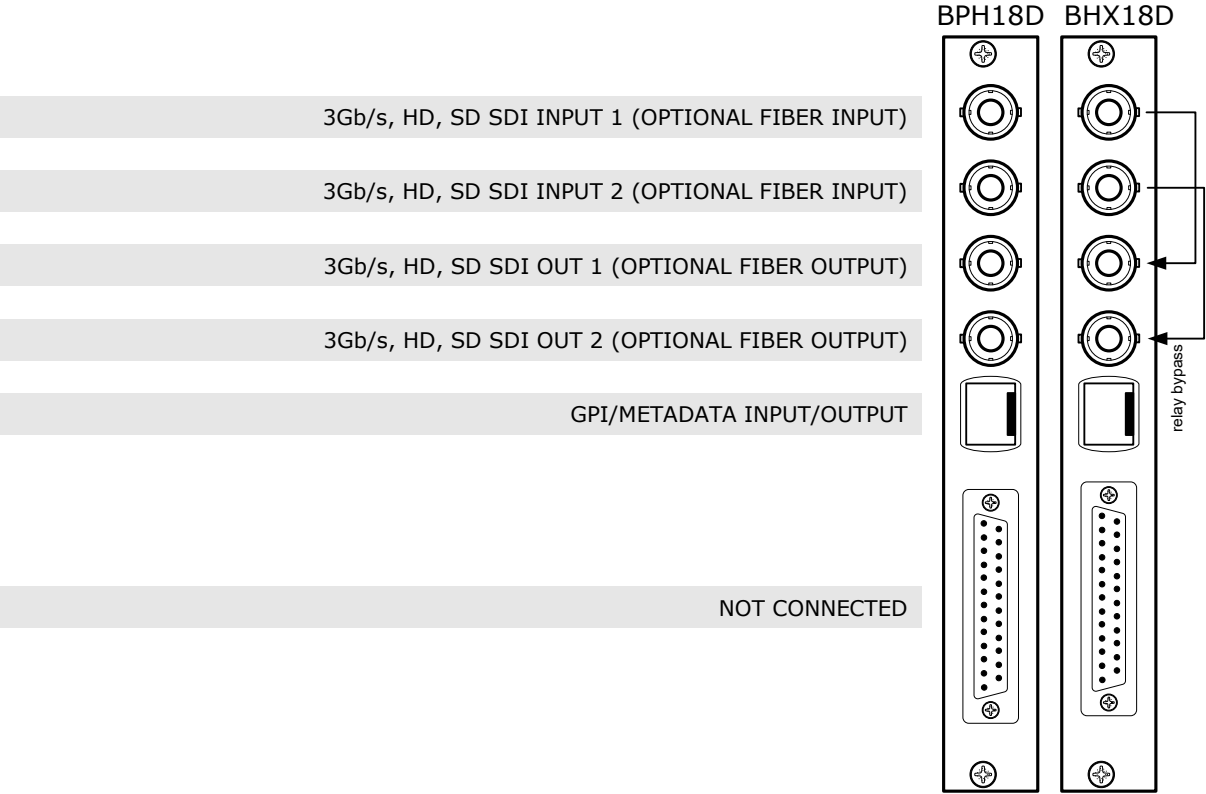 BPH18D BHX18D
3Gb/s, HD, SD SDI INPUT 1 (OPTIONAL FIBER INPUT)
3Gb/s, HD, SD SDI INPUT 2 (OPTIONAL FIBER INPUT)
3Gb/s, HD, SD SDI OUT 1 (OPTIONAL FIBER OUTPUT)
3Gb/s, HD, SD SDI OUT 2 (OPTIONAL FIBER OUTPUT)
relay bypass
GPI/METADATA INPUT/OUTPUT
NOT CONNECTED